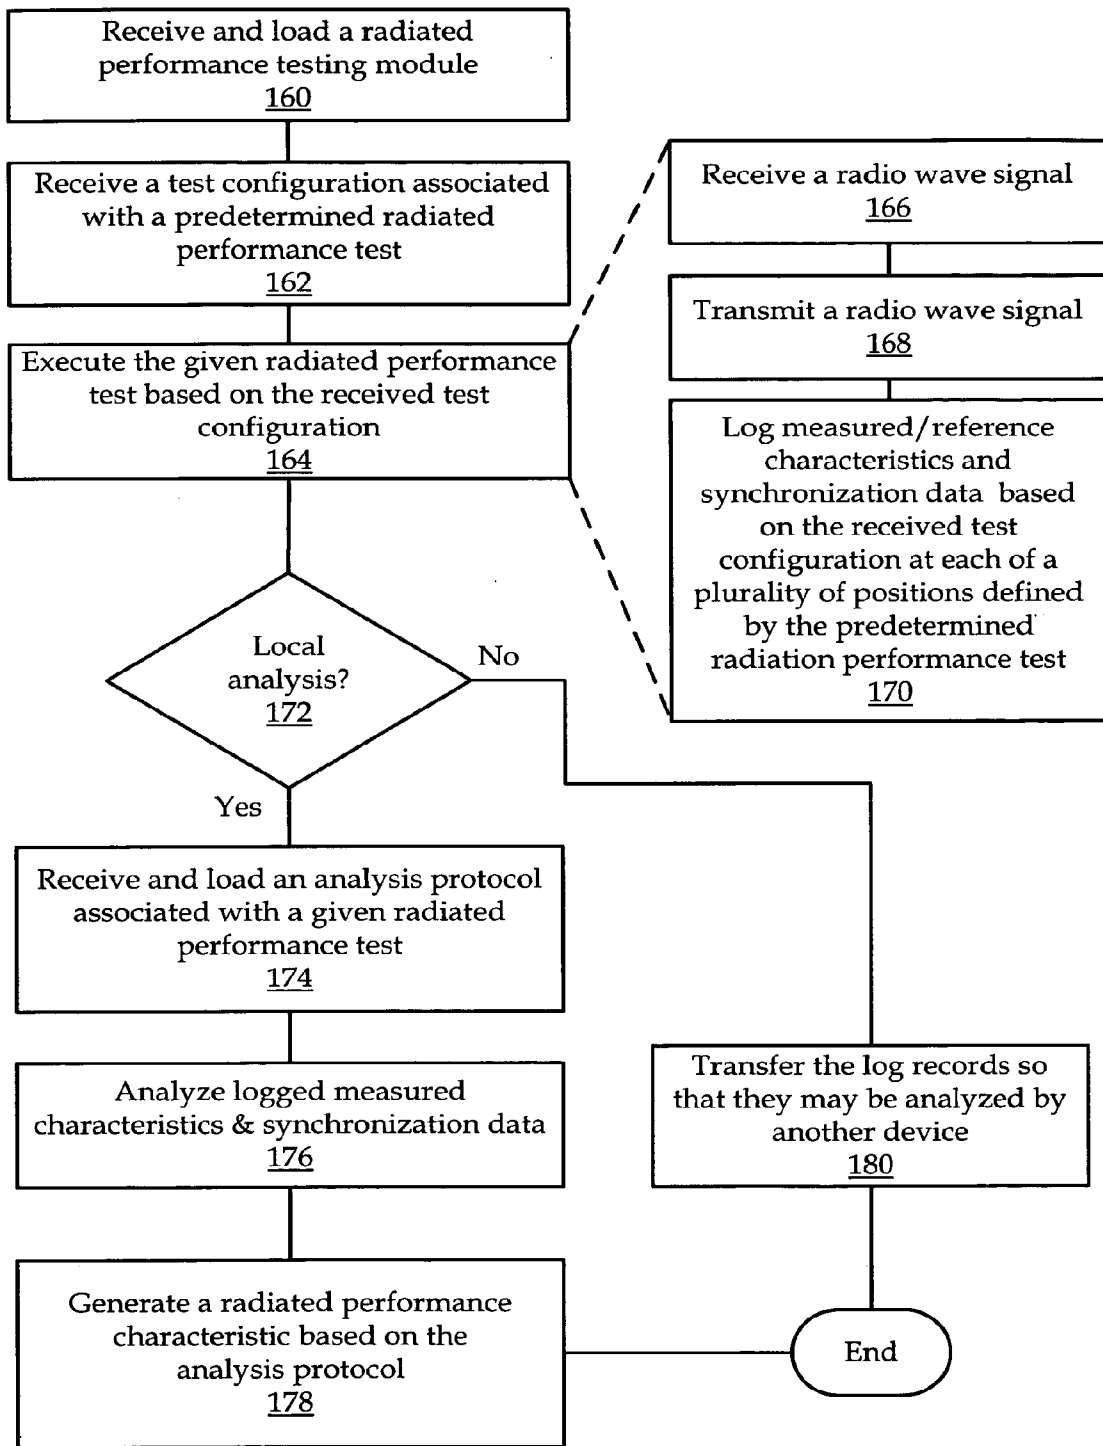 Receive and load a radiated
performance testing module
160
Receive a test configuration associated
with a predetermined radiated
performance test
162
Execute the given radiated performance
test based on the received test
configuration
164
Receive a radio wave signal
166
Transmit a radio wave signal
168
Log measured/reference
characteristics and
synchronization data based
on the received test
configuration at each of a
plurality of positions defined
by the predetermined
radiation performance test
170
Local
analysis?
172
No
Yes
Receive and load an analysis protocol
associated with a given radiated
performance test
174
Analyze logged measured
characteristics & synchronization data
176
Generate a radiated performance
characteristic based on the
analysis protocol
178
Transfer the log records so
that they may be analyzed by
another device
180
End